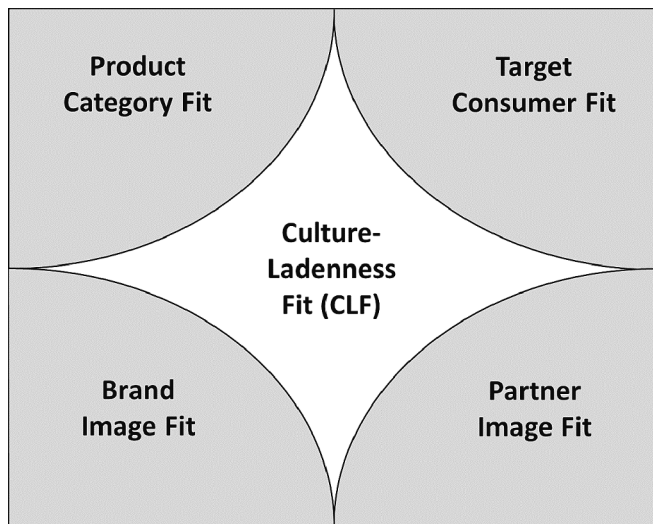 Product
Category Fit
Target
Consumer Fit
Culture-
Ladenness
Fit (CLF)
Brand
Image Fit
Partner
Image Fit